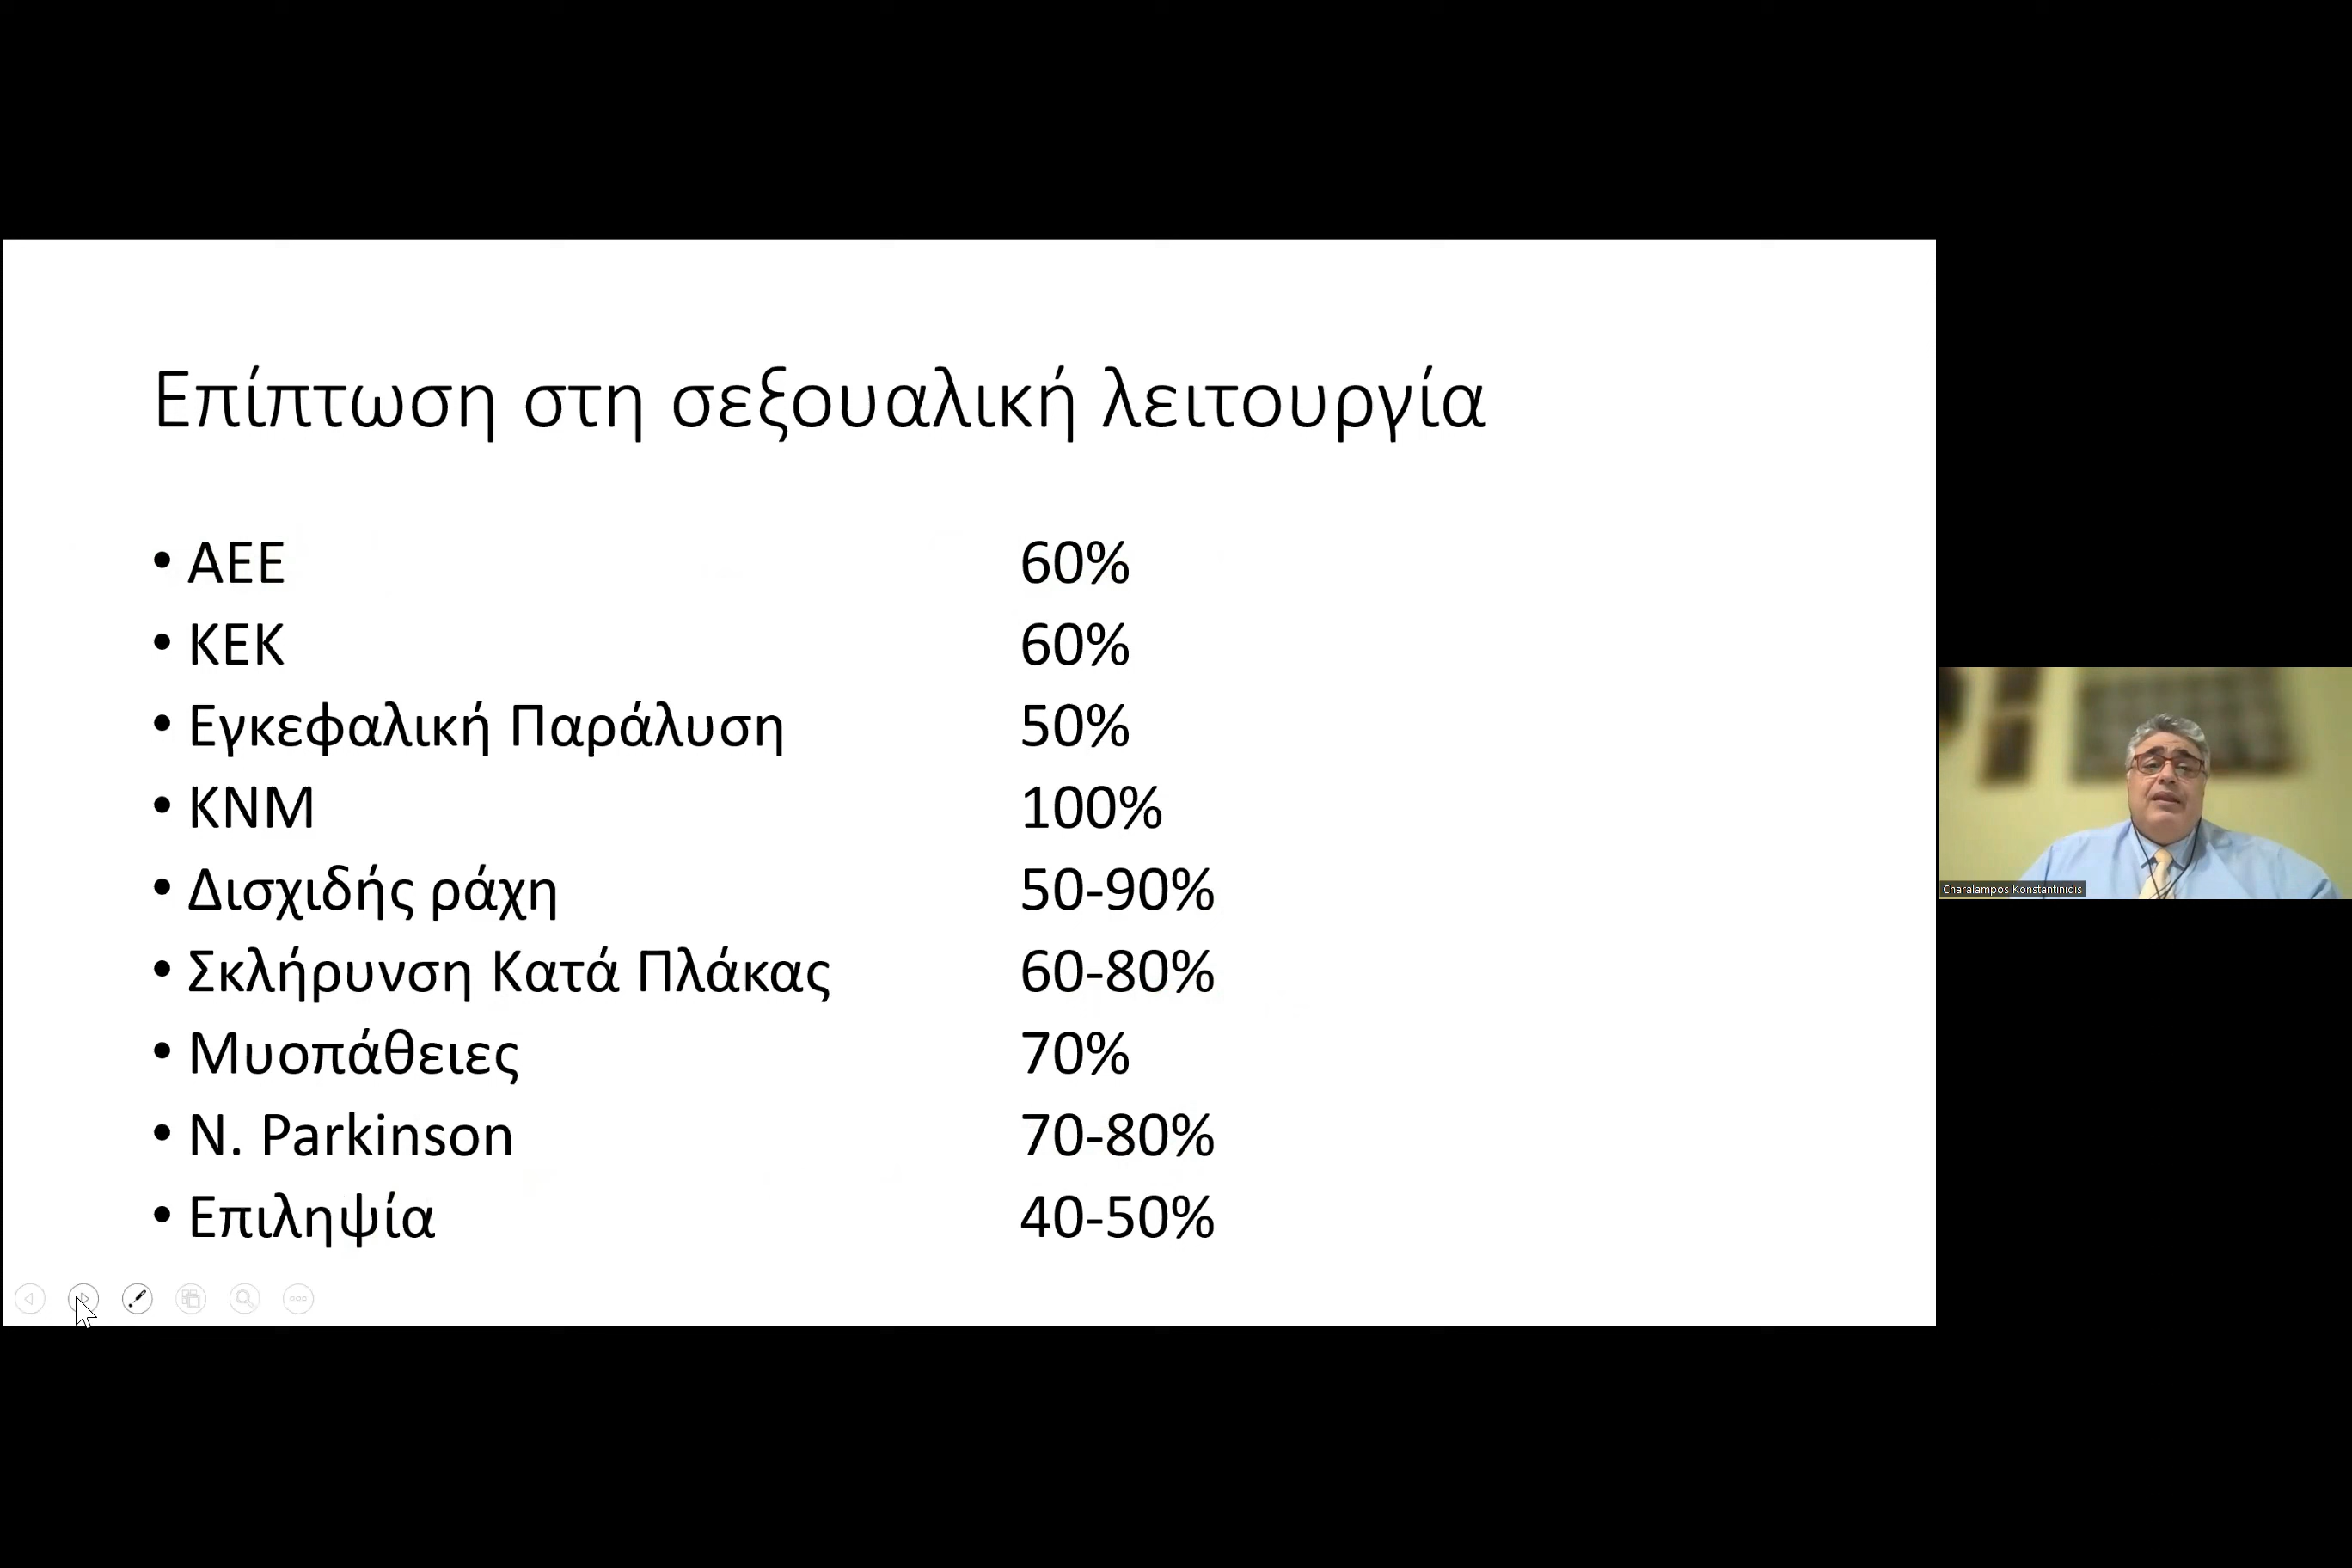 Επίπτωση στη σεξουαλική λειτουργία
• ΑΕΕ 60%
• ΚΕΚ 60%
• Εγκεφαλική Παράλυση 50%
• ΚΝΜ 100%
• Δισχιδής ράχη 50-90%
• Σκλήρυνση Κατά Πλάκας 60-80%
• Μυοπάθειες 70%
• Ν. Parkinson 70-80%
• Επιληψία 40-50%
Charalampos Konstantinidis